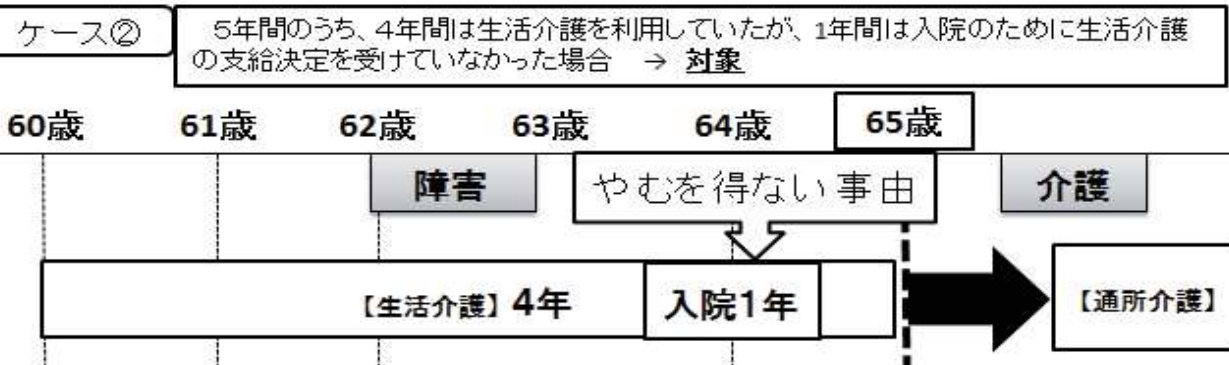 ケース②
５年間のうち、４年間は生活介護を利用していたが、1年間は入院のために生活介護
の支給決定を受けていなかった場合　→　対象
60歳　61歳　62歳　63歳　64歳　65歳
障害　やむを得ない事由　介護
【生活介護】4年　入院1年　【通所介護】